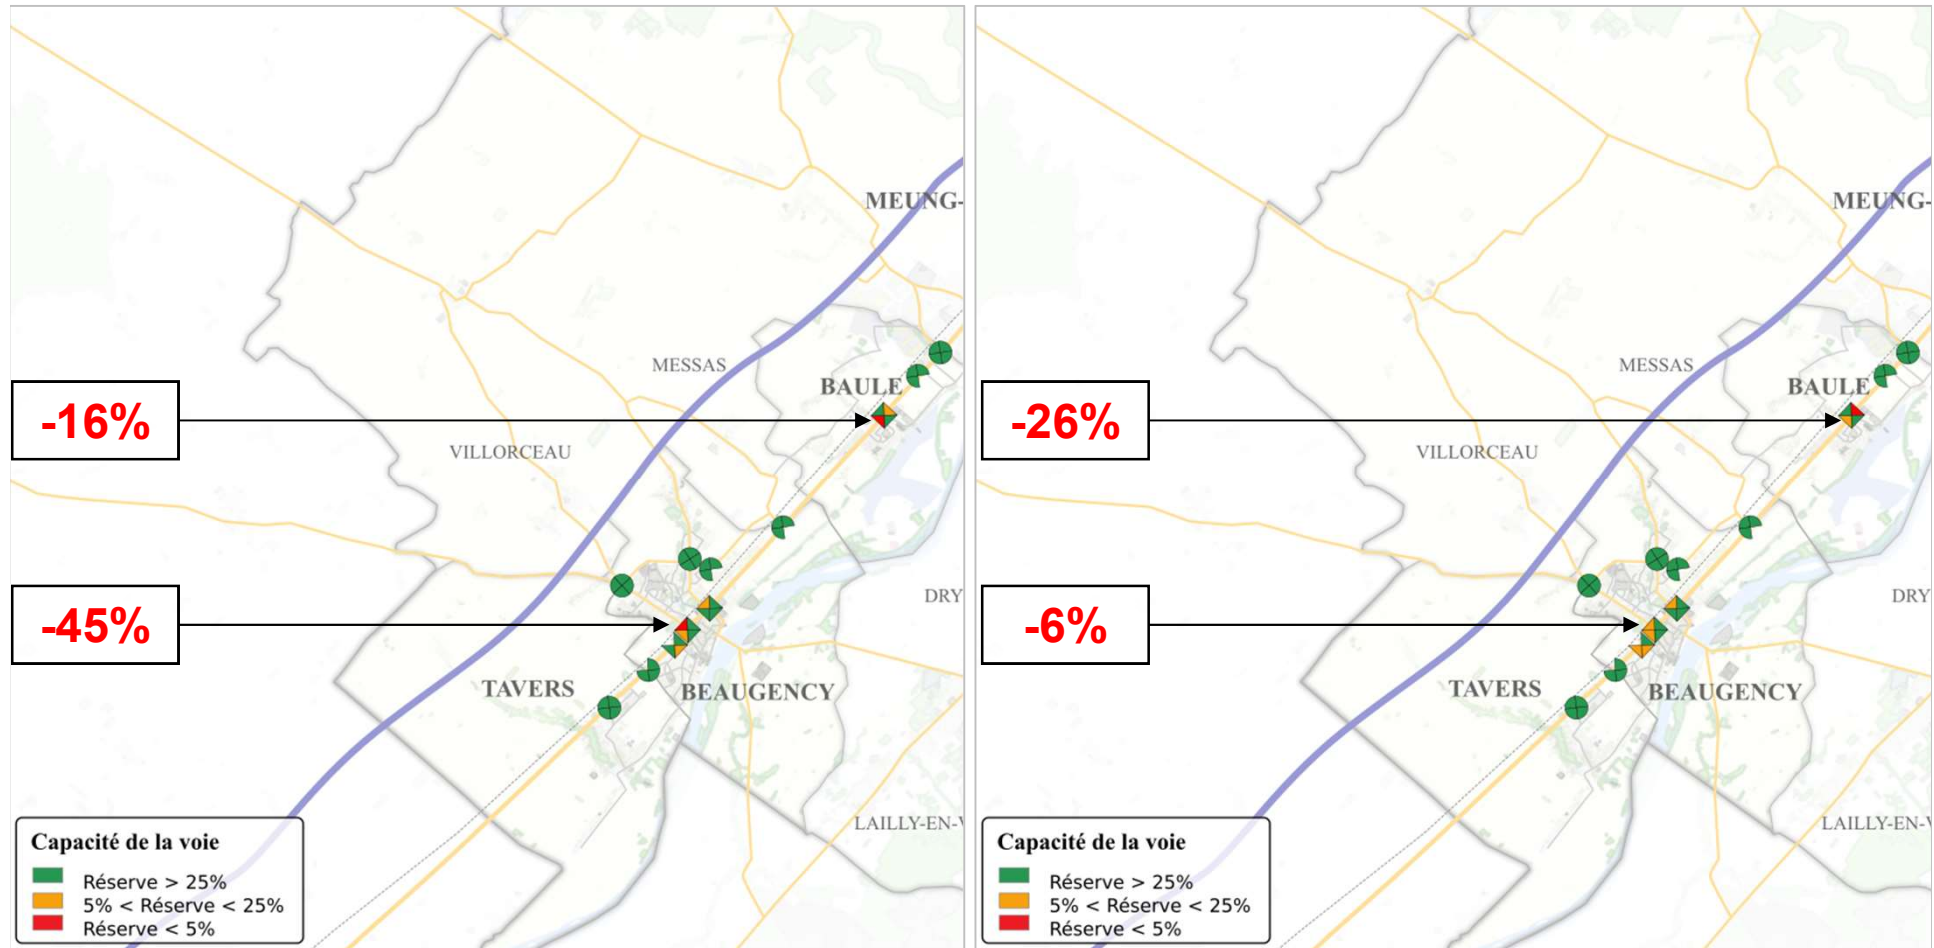 MEUNG-
MESSAS
BAULE
-16%
VILLORCEAU
DRY
-45%
TAVERS
BEAUGENCY
LAILLY-EN-V
Capacité de la voie
Réserve > 25%
5% < Réserve < 25%
Réserve < 5%
MEUNG-
MESSAS
BAULE
-26%
VILLORCEAU
DRY
-6%
TAVERS
BEAUGENCY
LAILLY-EN-V
Capacité de la voie
Réserve > 25%
5% < Réserve < 25%
Réserve < 5%